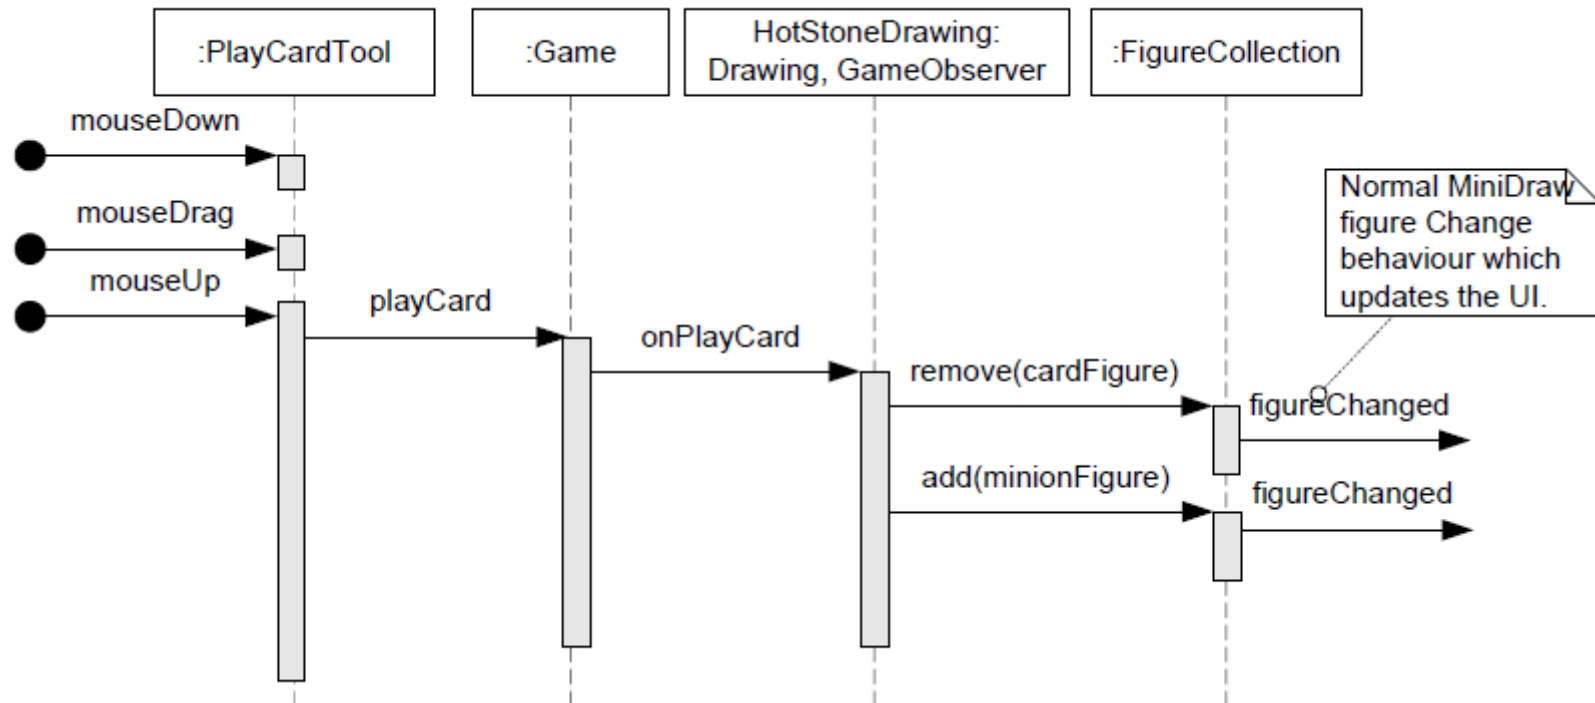 :PlayCardTool
:Game
HotStoneDrawing:
Drawing, GameObserver
:FigureCollection
mouseDown
mouseDrag
mouseUp
playCard
onPlayCard
remove(cardFigure)
figureChanged
add(minionFigure)
figureChanged
Normal MiniDraw
figure Change
behaviour which
updates the UI.